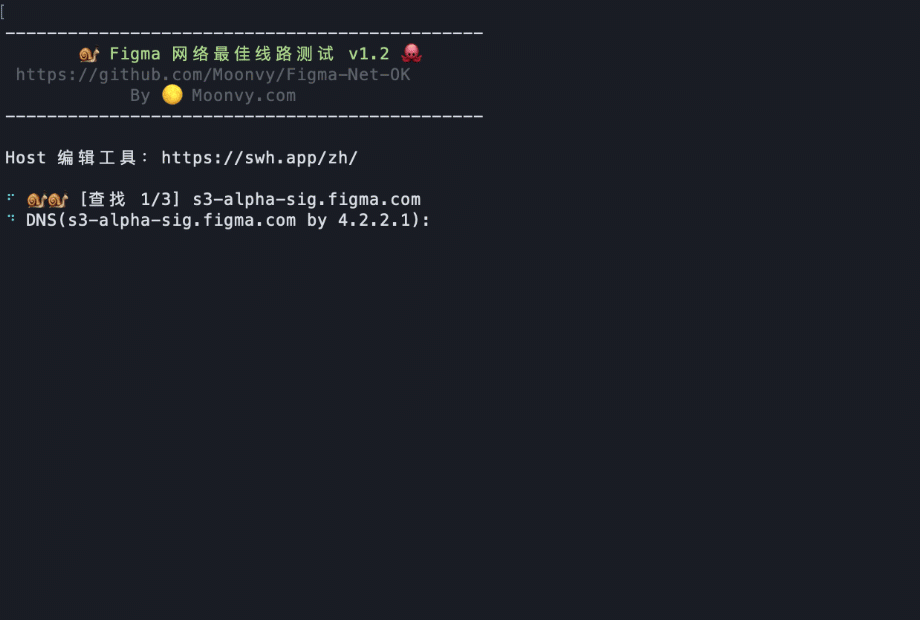 [
----------------------------------------------
🐌 Figma 网络最佳线路测试 v1.2 🐙
https://github.com/Moonvy/Figma-Net-OK
By 🌕 Moonvy.com
----------------------------------------------
Host 编辑工具: https://swh.app/zh/
🐌🐌 [查找 1/3] s3-alpha-sig.figma.com
DNS(s3-alpha-sig.figma.com by 4.2.2.1):